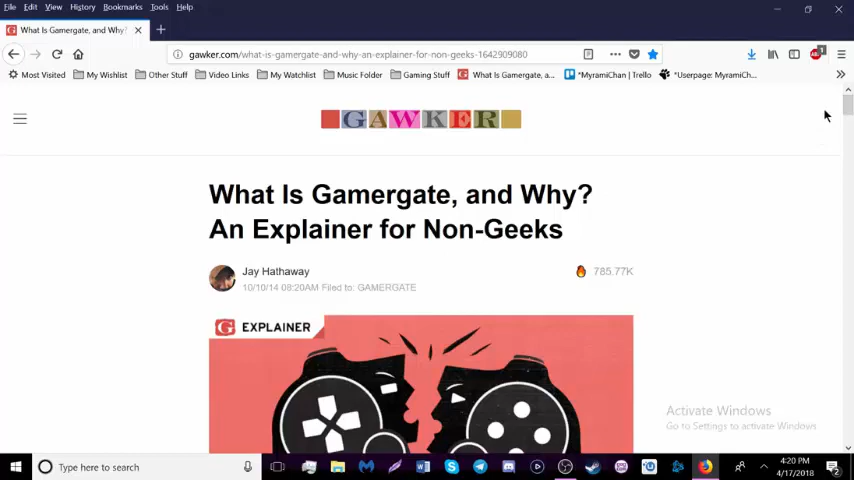 File Edit View History Bookmarks Tools Help
What Is Gamergate, and Why?
gawker.com/what-is-gamergate-and-why-an-explainer-for-non-geeks-1642909080
1
Most Visited My Wishlist Other Stuff Video Links My Watchlist Music Folder Gaming Stuff What Is Gamergate, a... *MyramiChan | Trello *Userpage: MyramiCh...
GAWKER
What Is Gamergate, and Why?
An Explainer for Non-Geeks
Jay Hathaway
785.77K
10/10/14 08:20AM Filed to: GAMERGATE
G EXPLAINER
Activate Windows
Go to Settings to activate Windows
Type here to search
4:20 PM
4/17/2018
2